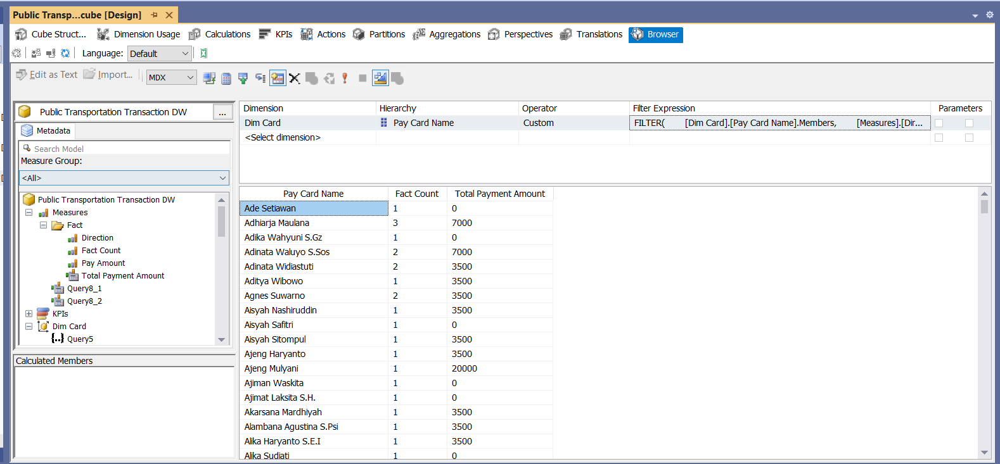 Public Transp...cube [Design]
Cube Struct... Dimension Usage Calculations KPIs Actions Partitions Aggregations Perspectives Translations Browser
Language: Default
Edit as Text Import... MDX
Public Transportation Transaction DW ...
Metadata
Search Model
Measure Group:
<All>
Public Transportation Transaction DW
Measures
Fact
Direction
Fact Count
Pay Amount
Total Payment Amount
Query8_1
Query8_2
KPIs
Dim Card
Query5
Calculated Members
Dimension Hierarchy Operator Filter Expression Parameters
Dim Card Pay Card Name Custom FILTER( [Dim Card].[Pay Card Name].Members, [Measures].[Dir...
<Select dimension>
Pay Card Name Fact Count Total Payment Amount
Ade Setiawan 1 0
Adhiarja Maulana 3 7000
Adika Wahyuni S.Gz 1 0
Adinata Waluyo S.Sos 2 7000
Adinata Widiastuti 2 3500
Aditya Wibowo 1 3500
Agnes Suwarno 2 3500
Aisyah Nashiruddin 1 3500
Aisyah Safitri 1 0
Aisyah Sitompul 1 3500
Ajeng Haryanto 1 3500
Ajeng Mulyani 1 20000
Ajiman Waskita 1 0
Ajimat Laksita S.H. 1 0
Akarsana Mardhiyah 1 3500
Alambana Agustina S.Psi 1 3500
Alika Haryanto S.E.I 1 3500
Alika Sudiati 1 0